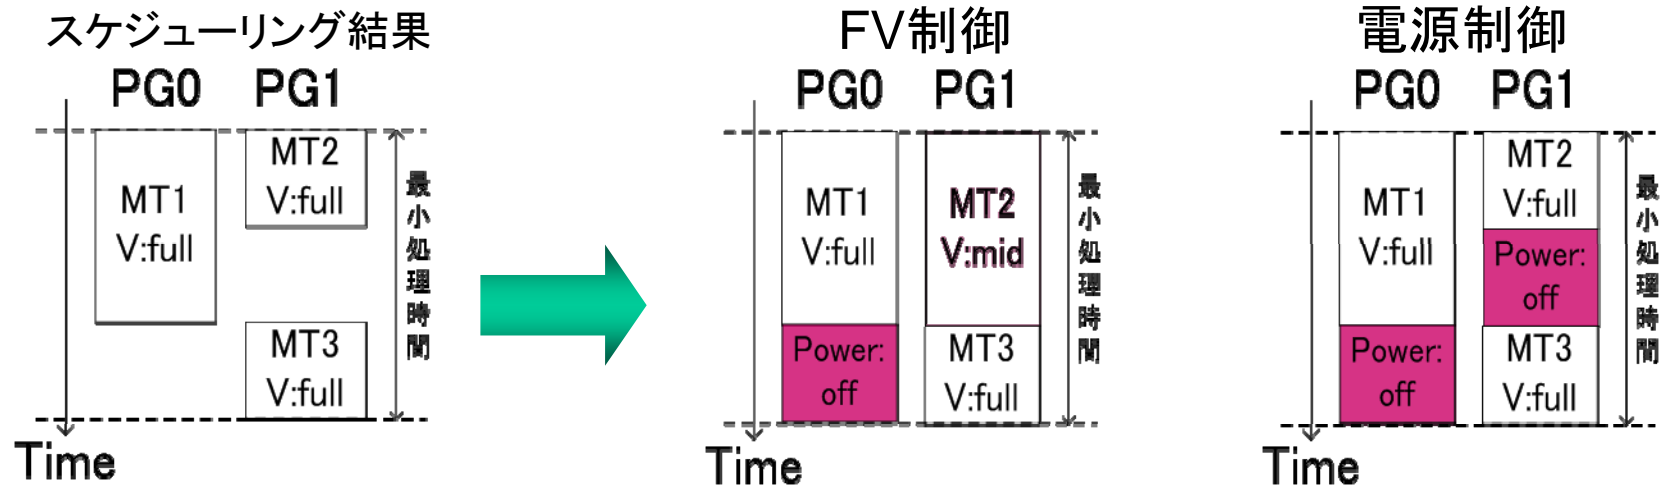 スケジューリング結果
PG0 PG1
MT1
V:full
MT2
V:full
MT3
V:full
最小処理時間
Time
FV制御
PG0 PG1
MT1
V:full
Power:
off
MT2
V:mid
MT3
V:full
最小処理時間
Time
電源制御
PG0 PG1
MT1
V:full
Power:
off
MT2
V:full
Power:
off
MT3
V:full
最小処理時間
Time